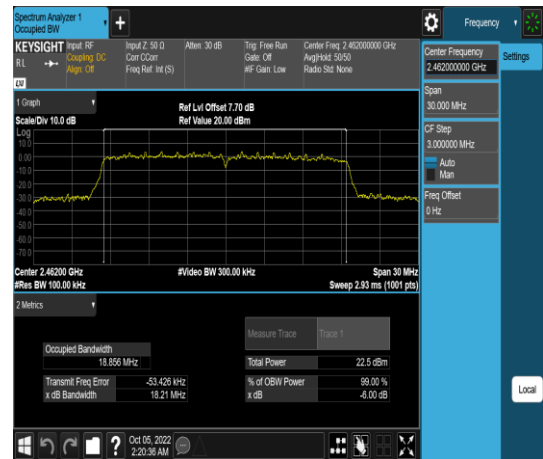 Spectrum Analyzer 1
Occupied BW
Frequency
KEYSIGHT
RL
Input: RF
Coupling: DC
Align: Off
Input Z: 50 Ω
Corr CCorr
Freq Ref: Int (S)
Atten: 30 dB
Trig: Free Run
Gate: Off
#IF Gain: Low
Center Freq: 2.462000000 GHz
Avg|Hold: 50/50
Radio Std: None
LXI
Center Frequency
2.462000000 GHz
Settings
Span
30.000 MHz
CF Step
3.000000 MHz
Auto
Man
Freq Offset
0 Hz
1 Graph
Scale/Div 10.0 dB
Ref Lvl Offset 7.70 dB
Ref Value 20.00 dBm
Log
10.0
0.00
-10.0
-20.0
-30.0
-40.0
-50.0
-60.0
-70.0
Center 2.46200 GHz
#Res BW 100.00 kHz
#Video BW 300.00 kHz
Span 30 MHz
Sweep 2.93 ms (1001 pts)
2 Metrics
Measure Trace
Trace 1
Occupied Bandwidth
18.856 MHz
Total Power
22.5 dBm
Transmit Freq Error
-53.426 kHz
% of OBW Power
99.00 %
x dB Bandwidth
18.21 MHz
x dB
-6.00 dB
Local
Oct 05, 2022
2:20:36 AM